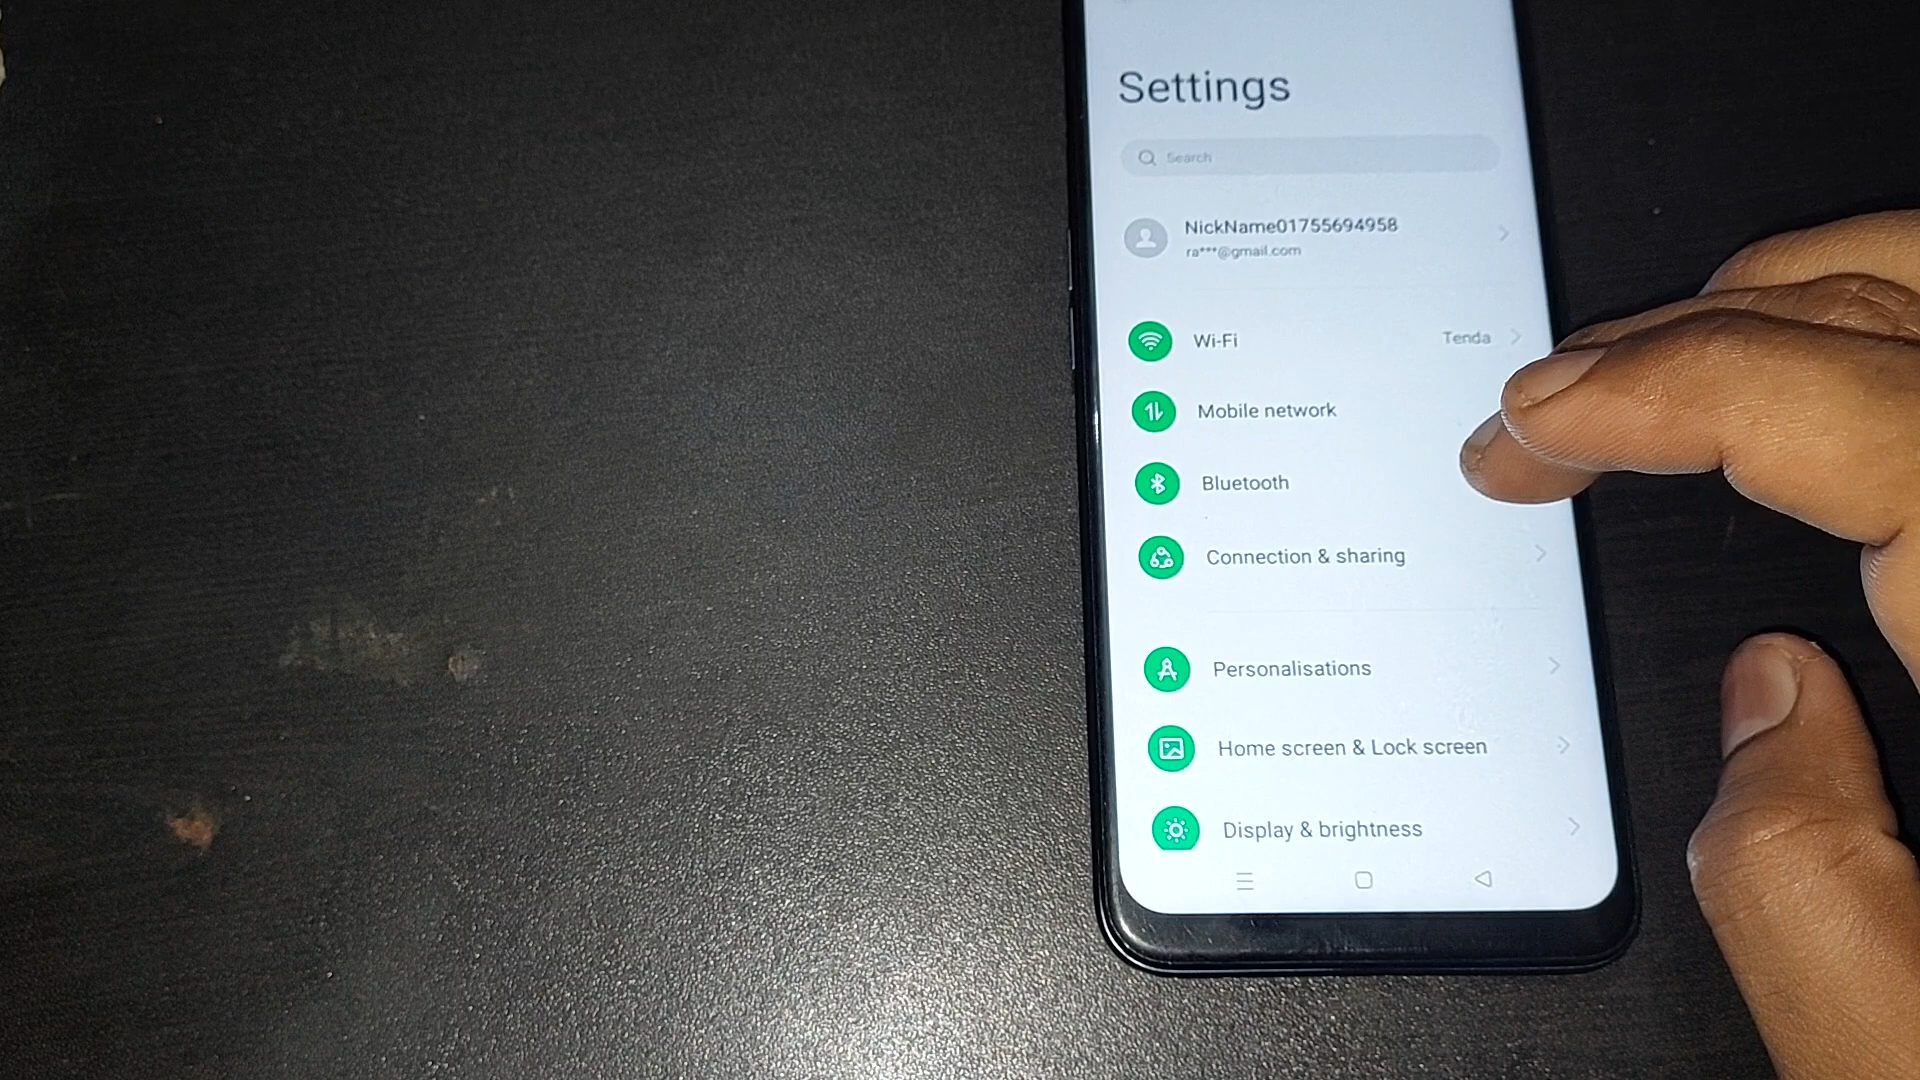 Settings
Search
NickName01755694958
ra***@gmail.com
Wi-Fi Tenda
Mobile network
Bluetooth
Connection & sharing
Personalisations
Home screen & Lock screen
Display & brightness